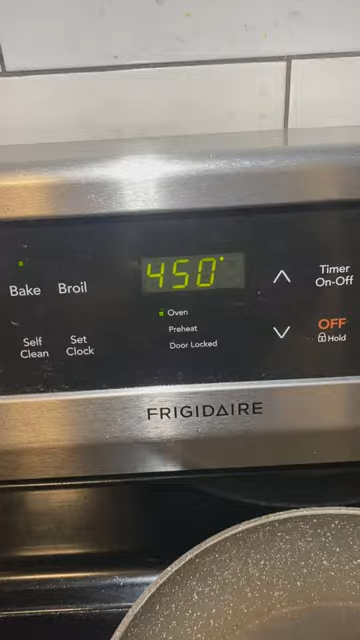 450°
Bake
Broil
Timer
On-Off
Oven
Preheat
Door Locked
Self
Clean
Set
Clock
OFF
Hold
FRIGIDAIRE